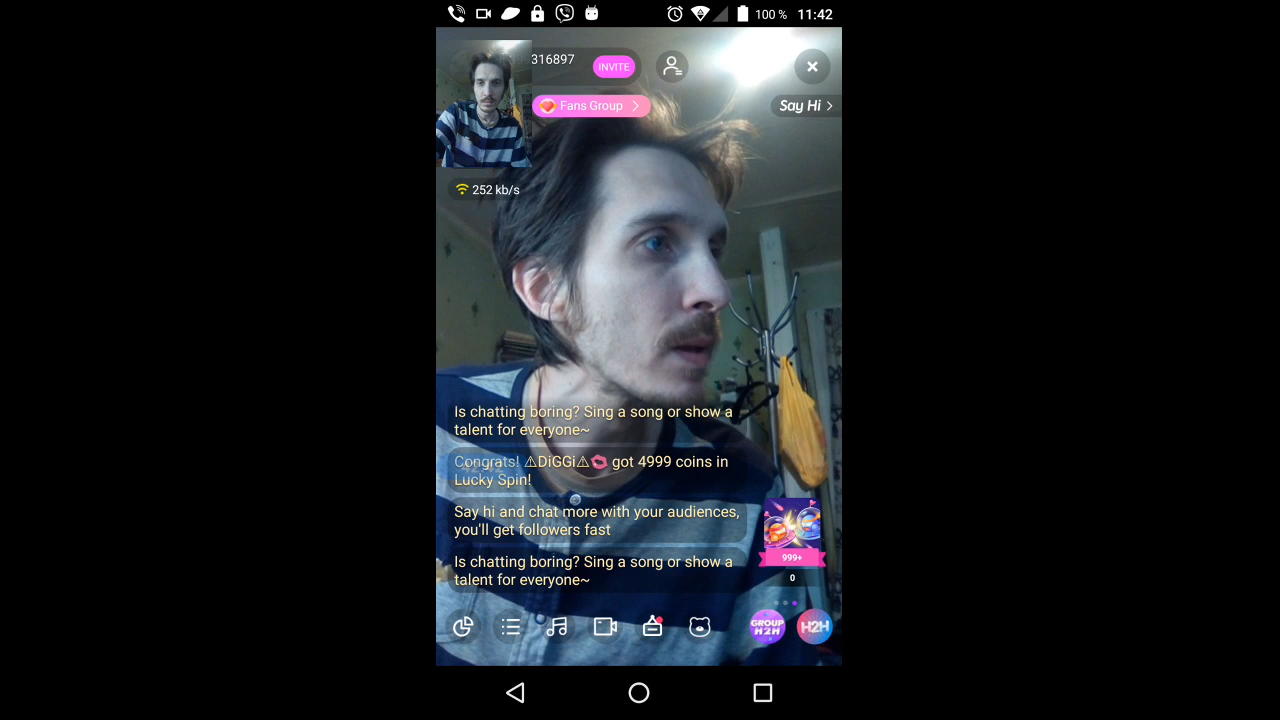 100 %
11:42
316897
INVITE
Fans Group
Say Hi
252 kb/s
Is chatting boring? Sing a song or show a
talent for everyone~
Congrats! ⚠DiGGi⚠💋 got 4999 coins in
Lucky Spin!
Say hi and chat more with your audiences,
you'll get followers fast
Is chatting boring? Sing a song or show a
talent for everyone~
999+
0
GROUP
H2H
H2H